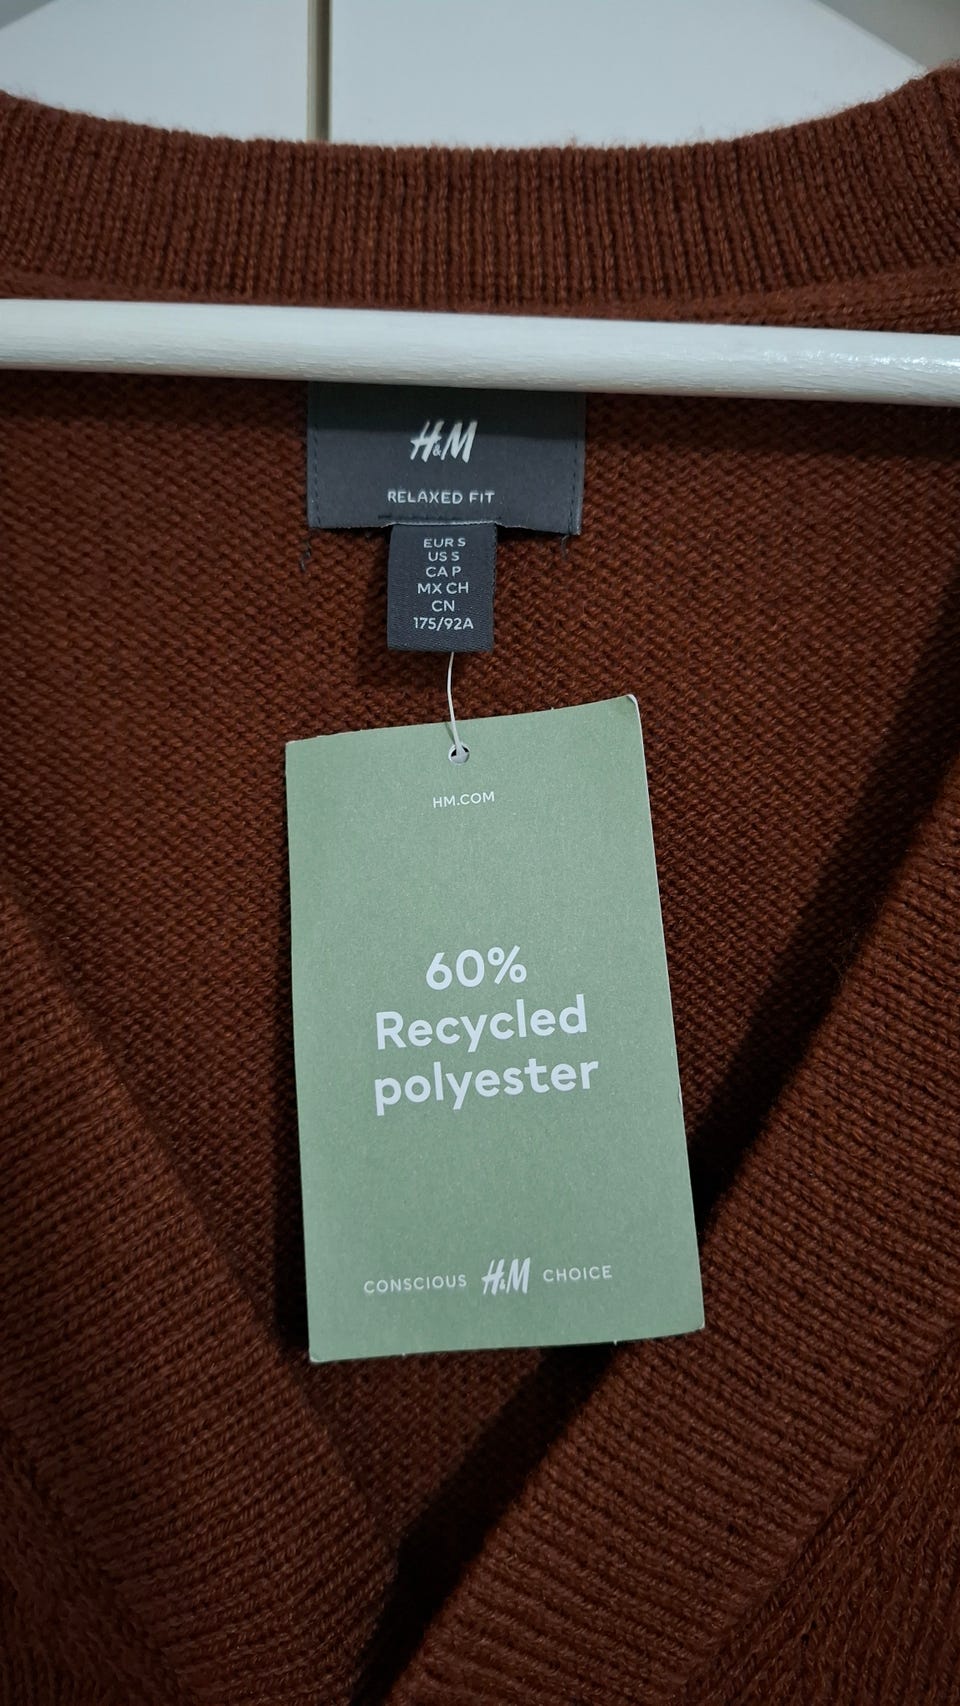 H&M
RELAXED FIT
EUR S
US S
CA P
MX CH
CN
175/92A
HM.COM
60%
Recycled
polyester
CONSCIOUS H&M CHOICE